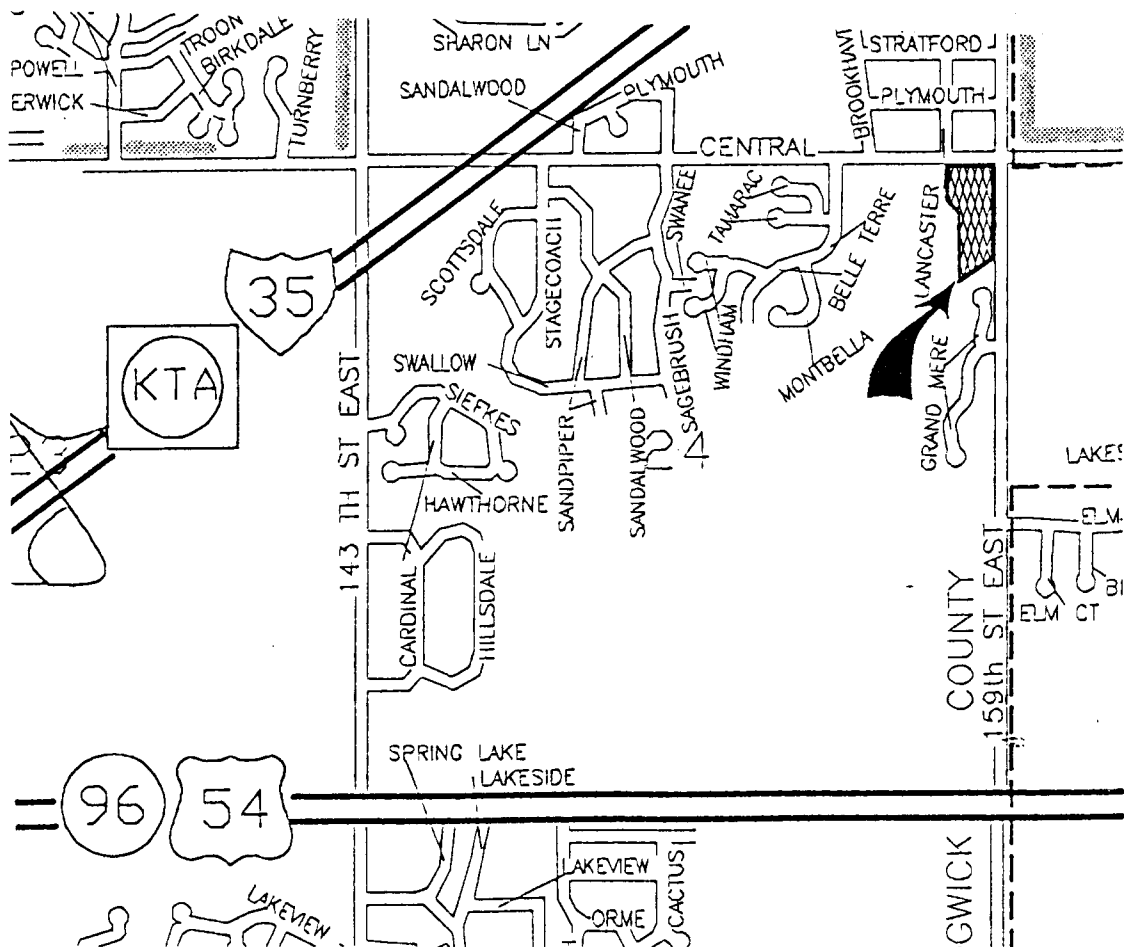 SHARON LN
TROON
BIRKDALE
STRATFORD
POWELL
TURNBERRY
PLYMOUTH
SANDALWOOD
PLYMOUTH
ERWICK
CENTRAL
TAMARAC
SWANEE
LANCASTER
BELLE TERRE
SCOTTSDALE
STAGECOACH
35
WINDHAM
SAGEBRUSH
MONTBELLA
GRAND MERE
SWALLOW
KTA
143 TH ST EAST
SIEFKES
SANDPIPER
SANDALWOOD
4
LAKES
HAWTHORNE
ELM
CARDINAL
HILLSDALE
ELM CT
COUNTY
159th ST EAST
SPRING LAKE
LAKESIDE
96
54
LAKEVIEW
CACTUS
GWICK
LAKEVIEW
ORME